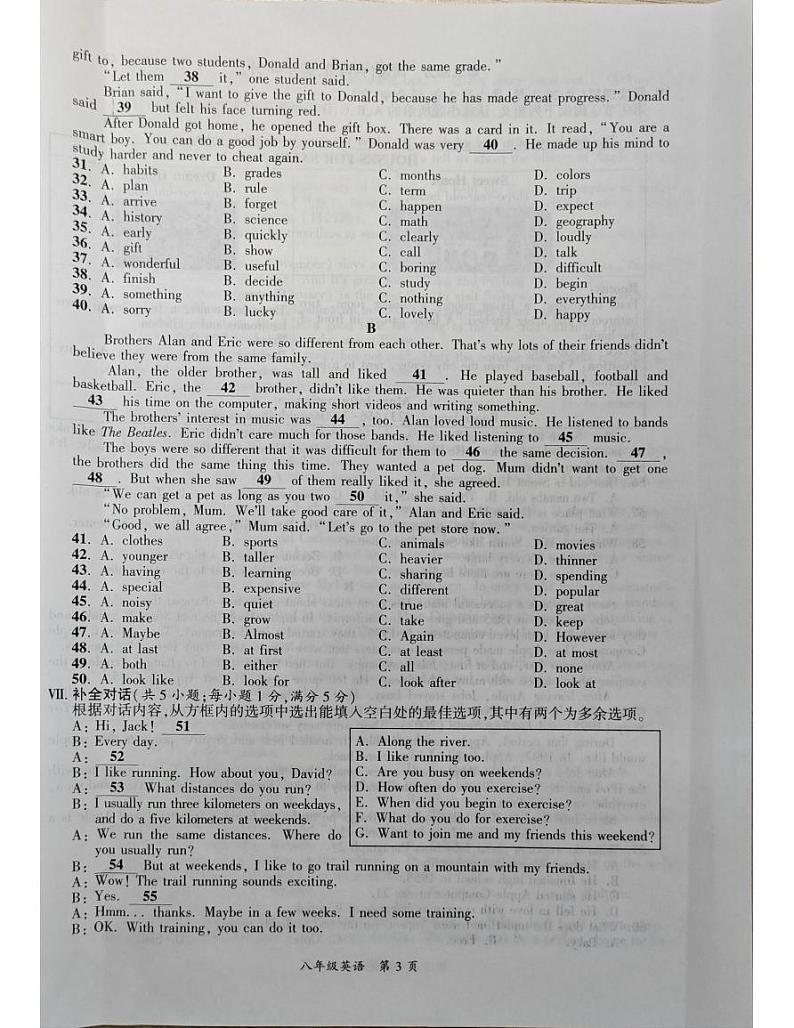 gift to, because two students, Donald and Brian, got the same grade.”
“Let them 38 it,” one student said.
Brian said, “I want to give the gift to Donald, because he has made great progress.” Donald
said 39 but felt his face turning red.
After Donald got home, he opened the gift box. There was a card in it. It read, “You are a
smart boy. You can do a good job by yourself.” Donald was very 40 . He made up his mind to
study harder and never to cheat again.
31. A. habits B. grades C. months D. colors
32. A. plan B. rule C. term D. trip
33. A. arrive B. forget C. happen D. expect
34. A. history B. science C. math D. geography
35. A. early B. quickly C. clearly D. loudly
36. A. gift B. show C. call D. talk
37. A. wonderful B. useful C. boring D. difficult
38. A. finish B. decide C. study D. begin
39. A. something B. anything C. nothing D. everything
40. A. sorry B. lucky C. lovely D. happy
B
Brothers Alan and Eric were so different from each other. That's why lots of their friends didn't
believe they were from the same family.
Alan, the older brother, was tall and liked 41 . He played baseball, football and
basketball. Eric, the 42 brother, didn't like them. He was quieter than his brother. He liked
43 his time on the computer, making short videos and writing something.
The brothers' interest in music was 44 , too. Alan loved loud music. He listened to bands
like The Beatles. Eric didn't care much for those bands. He liked listening to 45 music.
The boys were so different that it was difficult for them to 46 the same decision. 47 ,
the brothers did the same thing this time. They wanted a pet dog. Mum didn't want to get one
48 . But when she saw 49 of them really liked it, she agreed.
“We can get a pet as long as you two 50 it,” she said.
“No problem, Mum. We'll take good care of it,” Alan and Eric said.
“Good, we all agree,” Mum said. “Let's go to the pet store now.”
41. A. clothes B. sports C. animals D. movies
42. A. younger B. taller C. heavier D. thinner
43. A. having B. learning C. sharing D. spending
44. A. special B. expensive C. different D. popular
45. A. noisy B. quiet C. true D. great
46. A. make B. grow C. take D. keep
47. A. Maybe B. Almost C. Again D. However
48. A. at last B. at first C. at least D. at most
49. A. both B. either C. all D. none
50. A. look like B. look for C. look after D. look at
Ⅶ. 补全对话(共5小题;每小题1分,满分5分)
根据对话内容,从方框内的选项中选出能填入空白处的最佳选项,其中有两个为多余选项。
A: Hi, Jack! 51
B: Every day.
A: 52
B: I like running. How about you, David?
A: 53 What distances do you run?
B: I usually run three kilometers on weekdays,
and do a five kilometers at weekends.
A: We run the same distances. Where do
you usually run?
A. Along the river.
B. I like running too.
C. Are you busy on weekends?
D. How often do you exercise?
E. When did you begin to exercise?
F. What do you do for exercise?
G. Want to join me and my friends this weekend?
B: 54 But at weekends, I like to go trail running on a mountain with my friends.
A: Wow! The trail running sounds exciting.
B: Yes. 55
A: Hmm... thanks. Maybe in a few weeks. I need some training.
B: OK. With training, you can do it too.
八年级英语 第3页